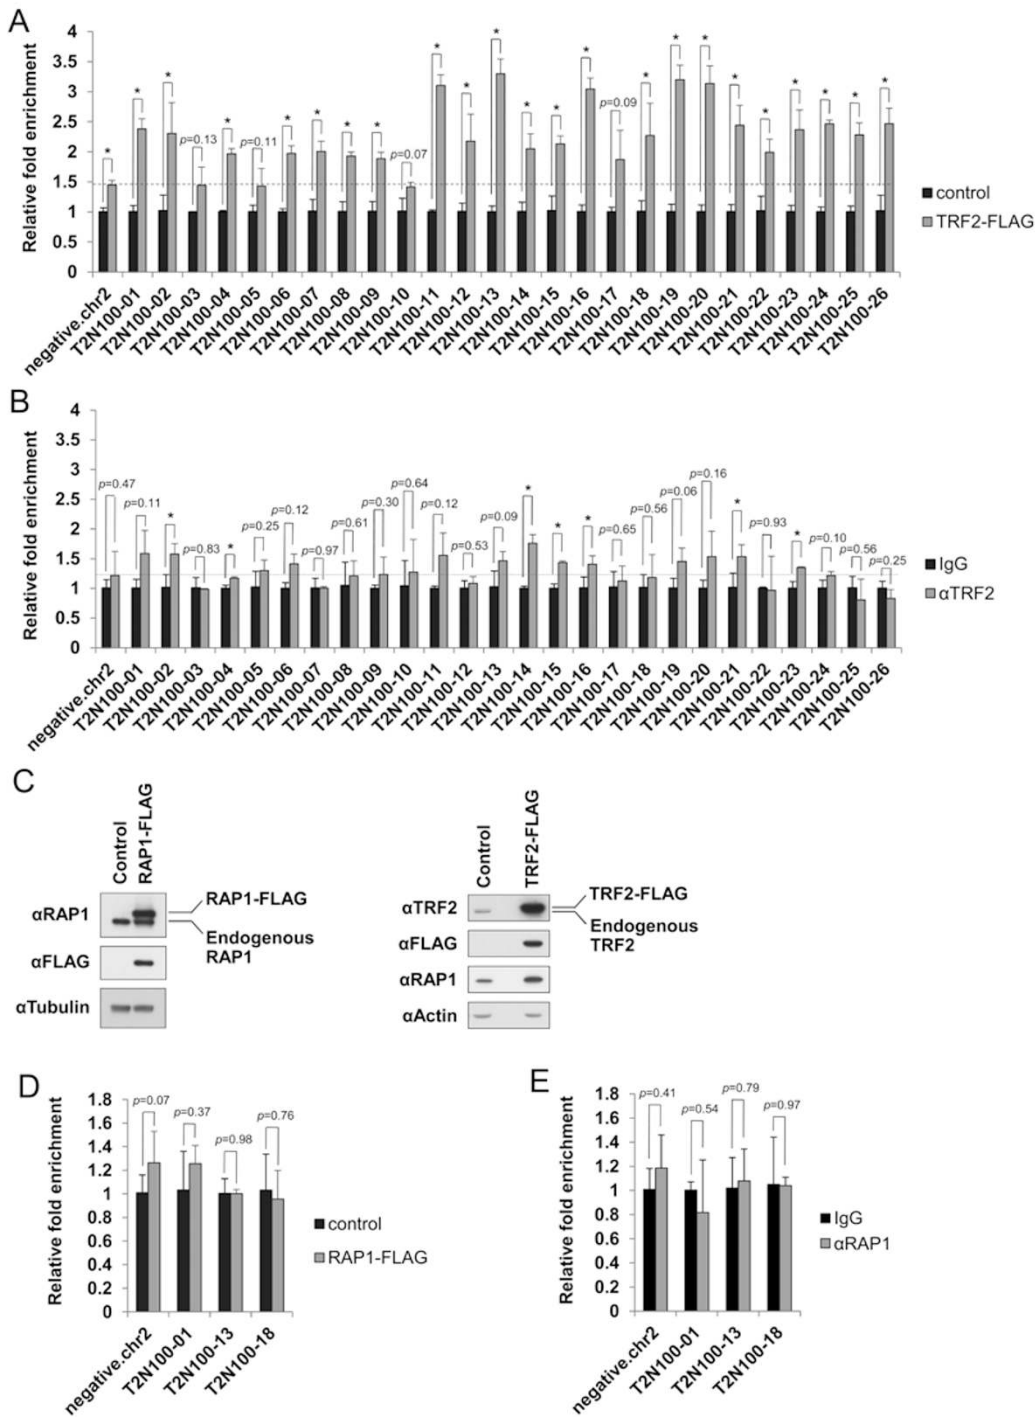 A
Relative fold enrichment
4
3.5
3
2.5
2
1.5
1
0.5
0
*
*
*
p=0.13
*
p=0.11
*
*
*
*
p=0.07
*
*
*
*
*
*
p=0.09
*
*
*
*
*
*
*
*
*
control
TRF2-FLAG
negative.chr2
T2N100-01
T2N100-02
T2N100-03
T2N100-04
T2N100-05
T2N100-06
T2N100-07
T2N100-08
T2N100-09
T2N100-10
T2N100-11
T2N100-12
T2N100-13
T2N100-14
T2N100-15
T2N100-16
T2N100-17
T2N100-18
T2N100-19
T2N100-20
T2N100-21
T2N100-22
T2N100-23
T2N100-24
T2N100-25
T2N100-26
B
Relative fold enrichment
4
3.5
3
2.5
2
1.5
1
0.5
0
p=0.47
p=0.11
*
p=0.83
*
p=0.25
p=0.12
p=0.97
p=0.61
p=0.30
p=0.64
p=0.12
p=0.53
p=0.09
*
*
*
p=0.65
p=0.56
p=0.06
p=0.16
*
p=0.93
*
p=0.10
p=0.56
p=0.25
IgG
αTRF2
negative.chr2
T2N100-01
T2N100-02
T2N100-03
T2N100-04
T2N100-05
T2N100-06
T2N100-07
T2N100-08
T2N100-09
T2N100-10
T2N100-11
T2N100-12
T2N100-13
T2N100-14
T2N100-15
T2N100-16
T2N100-17
T2N100-18
T2N100-19
T2N100-20
T2N100-21
T2N100-22
T2N100-23
T2N100-24
T2N100-25
T2N100-26
C
Control
RAP1-FLAG
αRAP1
RAP1-FLAG
Endogenous
RAP1
αFLAG
αTubulin
Control
TRF2-FLAG
αTRF2
TRF2-FLAG
Endogenous
TRF2
αFLAG
αRAP1
αActin
D
Relative fold enrichment
1.8
1.6
1.4
1.2
1
0.8
0.6
0.4
0.2
0
p=0.07
p=0.37
p=0.98
p=0.76
control
RAP1-FLAG
negative.chr2
T2N100-01
T2N100-13
T2N100-18
E
Relative fold enrichment
1.8
1.6
1.4
1.2
1
0.8
0.6
0.4
0.2
0
p=0.41
p=0.54
p=0.79
p=0.97
IgG
αRAP1
negative.chr2
T2N100-01
T2N100-13
T2N100-18